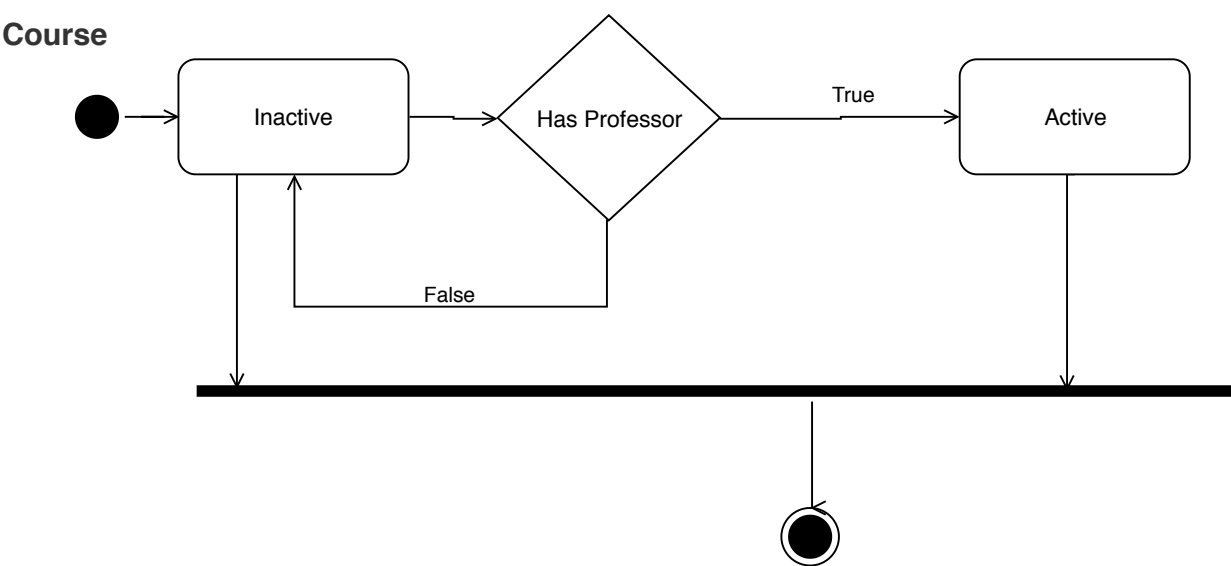 Course
Inactive
Has Professor
True
Active
False